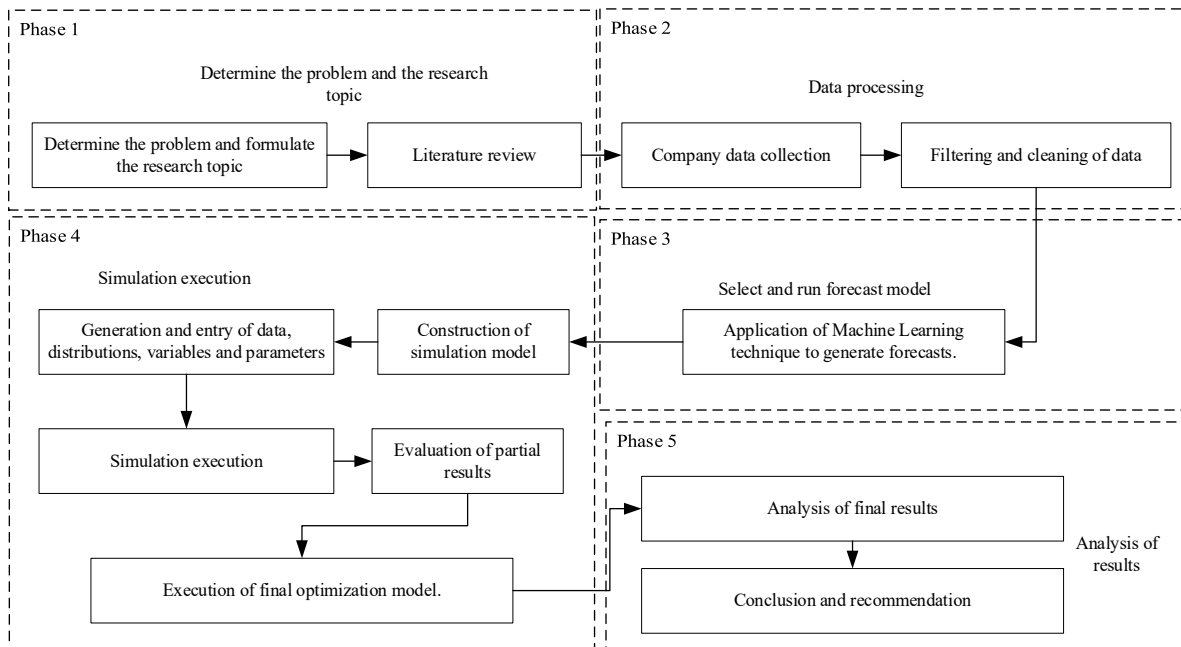 Phase 1
Determine the problem and the research
topic
Determine the problem and formulate
the research topic
Literature review
Phase 2
Data processing
Company data collection
Filtering and cleaning of data
Phase 3
Select and run forecast model
Application of Machine Learning
technique to generate forecasts.
Phase 4
Simulation execution
Construction of
simulation model
Generation and entry of data,
distributions, variables and parameters
Simulation execution
Evaluation of partial
results
Execution of final optimization model.
Phase 5
Analysis of final results
Analysis of
results
Conclusion and recommendation